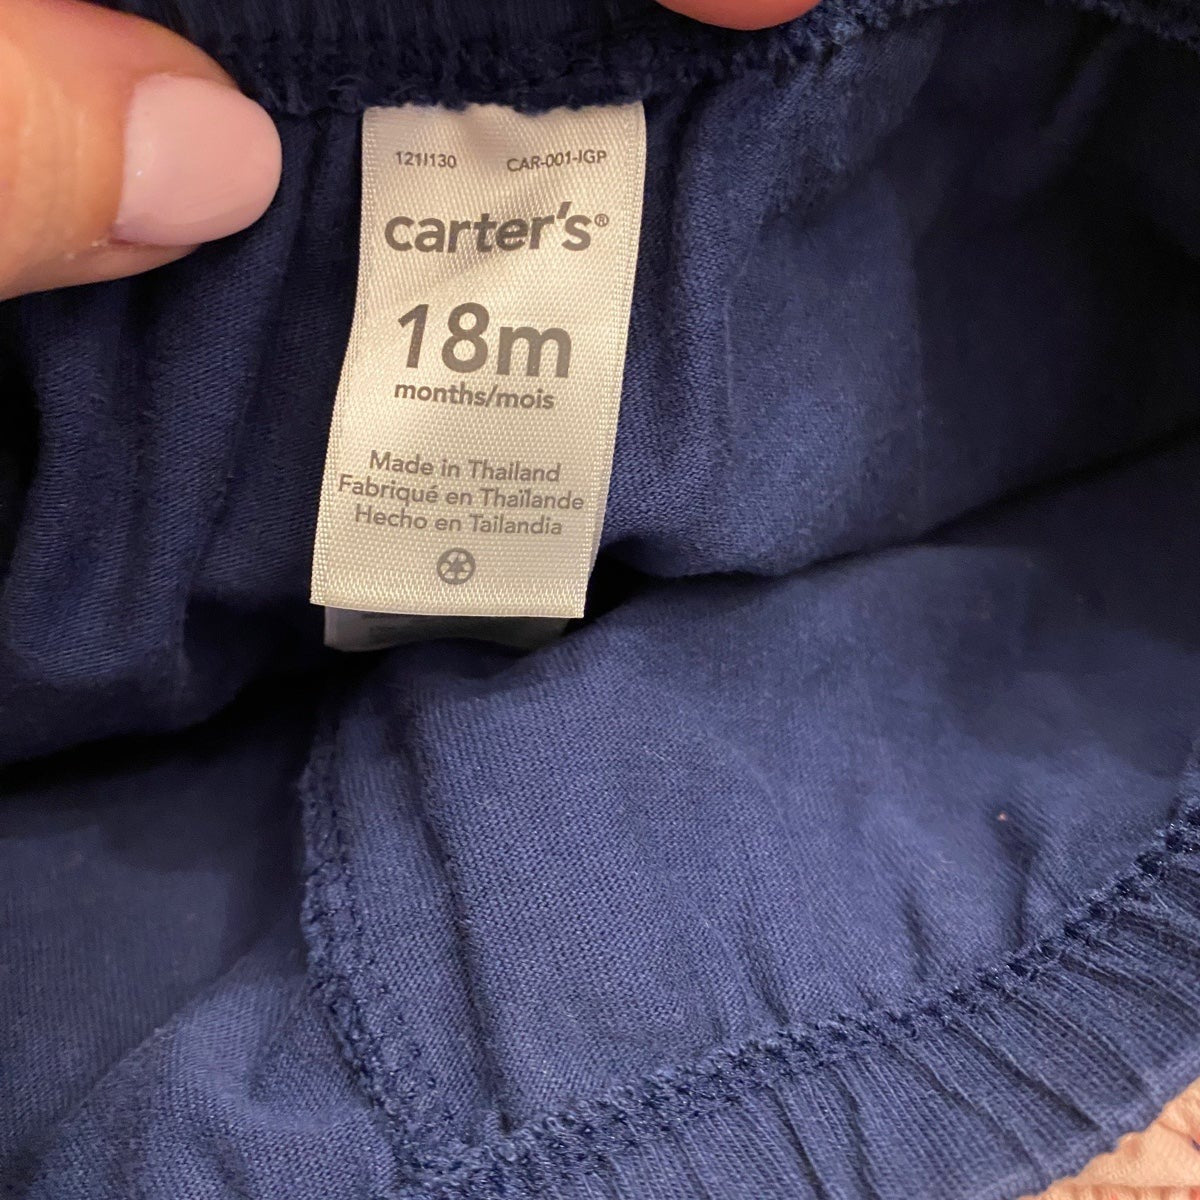 121I130 CAR-001-IGP
carter's®
18m
months/mois
Made in Thailand
Fabriqué en Thaïlande
Hecho en Tailandia